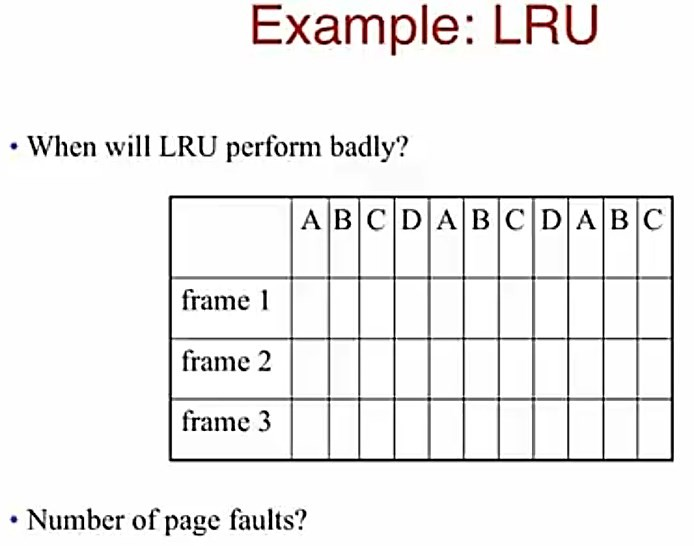 Example: LRU
• When will LRU perform badly?
A B C D A B C D A B C
frame 1
frame 2
frame 3
• Number of page faults?